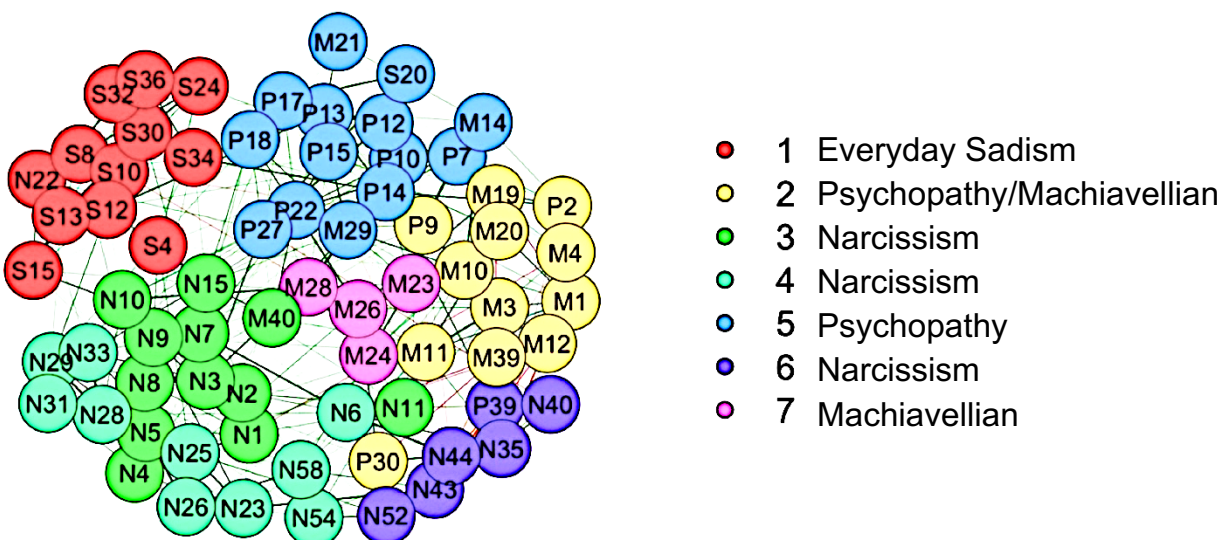 M21
S36
S24
S32
S20
P17
P13
P12
M14
S30
P18
S8
S34
P15
P10
P7
S10
N22
P14
M19
S13
S12
P22
P2
P27
M29
P9
M20
S4
M4
S15
M10
N15
M28
M23
N10
M26
M3
M1
M40
N9
N7
M12
N33
N29
M24
M11
M39
N8
N3
N2
N31
N28
N6
N11
P39
N40
N5
N1
N25
N4
P30
N44
N35
N58
N43
N26
N23
N54
N52
1 Everyday Sadism
2 Psychopathy/Machiavellian
3 Narcissism
4 Narcissism
5 Psychopathy
6 Narcissism
7 Machiavellian